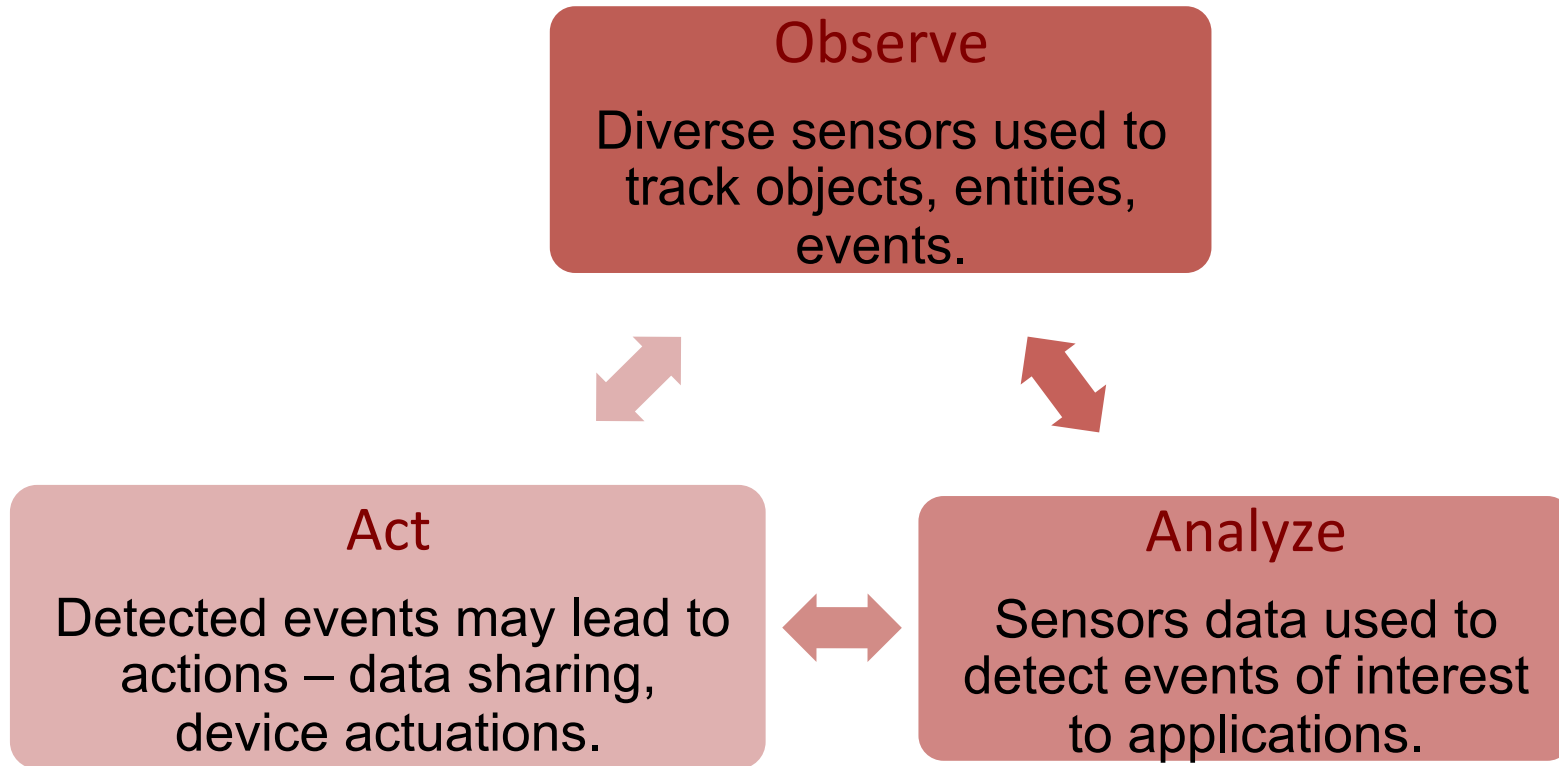 Observe
Diverse sensors used to
track objects, entities,
events.
Act
Detected events may lead to
actions – data sharing,
device actuations.
Analyze
Sensors data used to
detect events of interest
to applications.